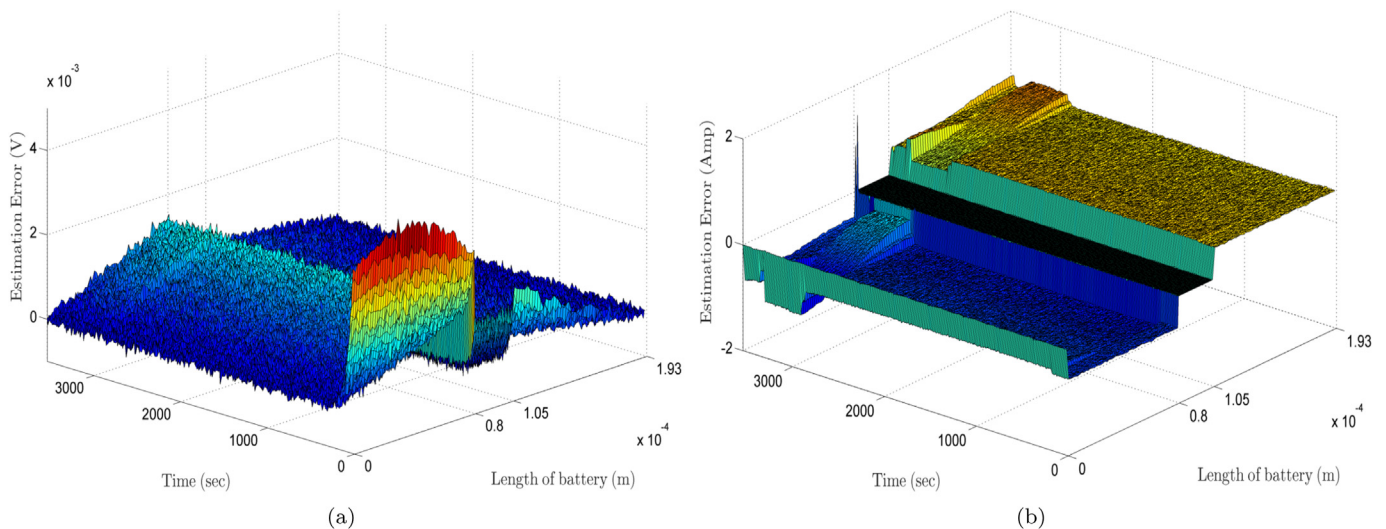 x 10⁻³
4
2
0
Estimation Error (V)
3000
2000
1000
0
Time (sec)
0
0.8
1.05
1.93
x 10⁻⁴
Length of battery (m)
(a)
2
0
-2
Estimation Error (Amp)
3000
2000
1000
0
Time (sec)
0
0.8
1.05
1.93
x 10⁻⁴
Length of battery (m)
(b)